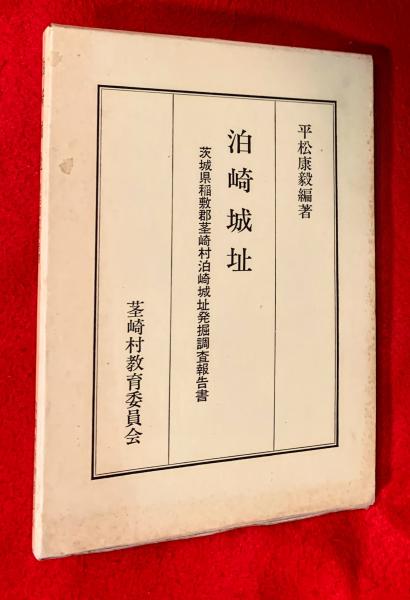 平松康毅編著
泊崎城址
茨城県稲敷郡茎崎村泊崎城址発掘調査報告書
茎崎村教育委員会